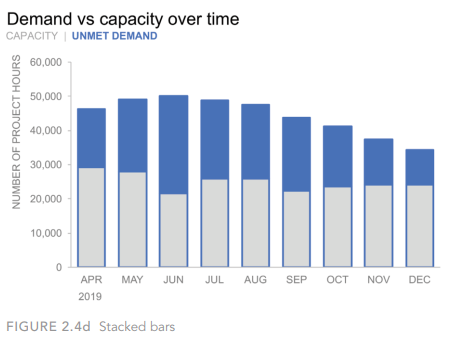 Demand vs capacity over time
CAPACITY | UNMET DEMAND
NUMBER OF PROJECT HOURS
60,000
50,000
40,000
30,000
20,000
10,000
0
APR MAY JUN JUL AUG SEP OCT NOV DEC
2019
FIGURE 2.4d Stacked bars